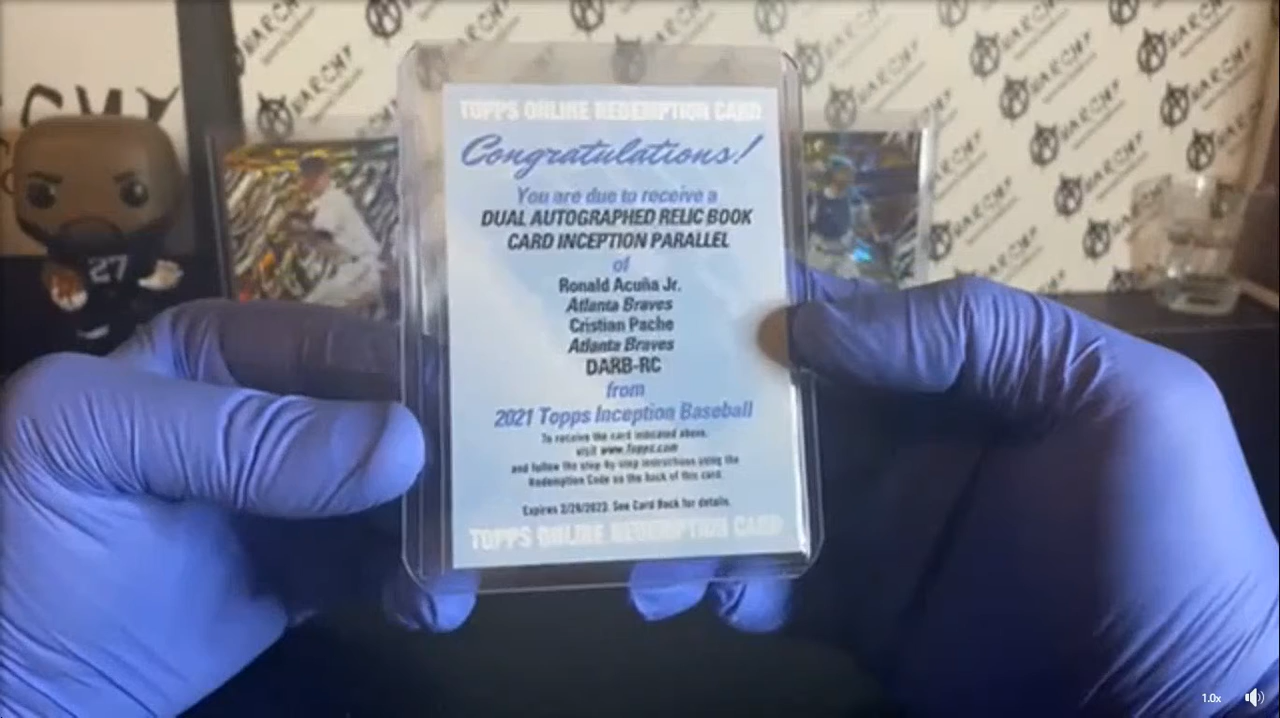 TOPPS ONLINE REDEMPTION CARD
Congratulations!
You are due to receive a
DUAL AUTOGRAPHED RELIC BOOK
CARD INCEPTION PARALLEL
of
Ronald Acuña Jr.
Atlanta Braves
Cristian Pache
Atlanta Braves
DARB-RC
from
2021 Topps Inception Baseball
To receive the card indicated above,
visit www.Topps.com
and follow the step-by-step instructions using the
Redemption Code on the back of this card.
Expires 2/28/2023. See Card Back for details.
TOPPS ONLINE REDEMPTION CARD
27
ANARCHY
1.0x